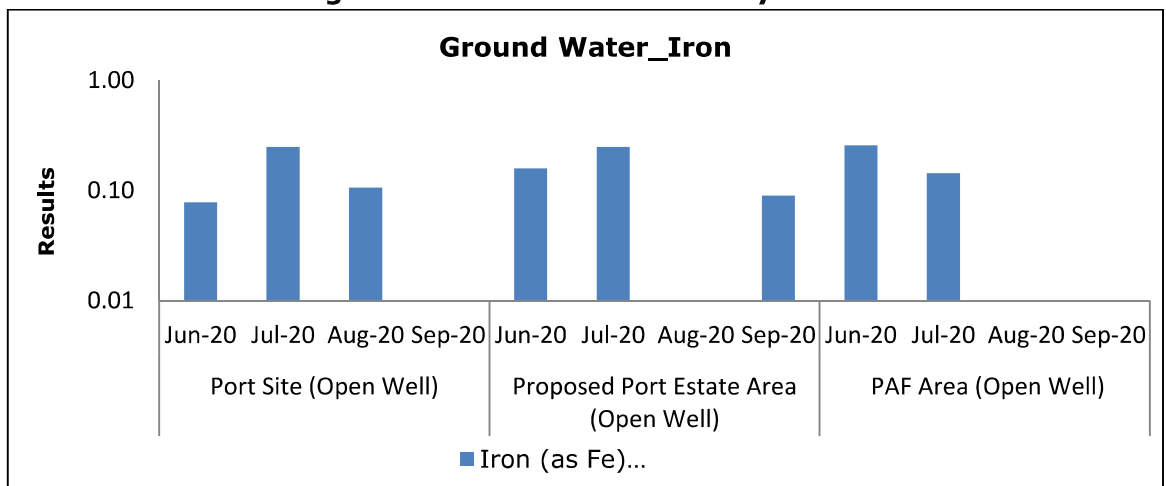 Ground Water_Iron
1.00
0.10
0.01
Results
Jun-20 Jul-20 Aug-20 Sep-20 Jun-20 Jul-20 Aug-20 Sep-20 Jun-20 Jul-20 Aug-20 Sep-20
Port Site (Open Well)
Proposed Port Estate Area
(Open Well)
PAF Area (Open Well)
Iron (as Fe)…